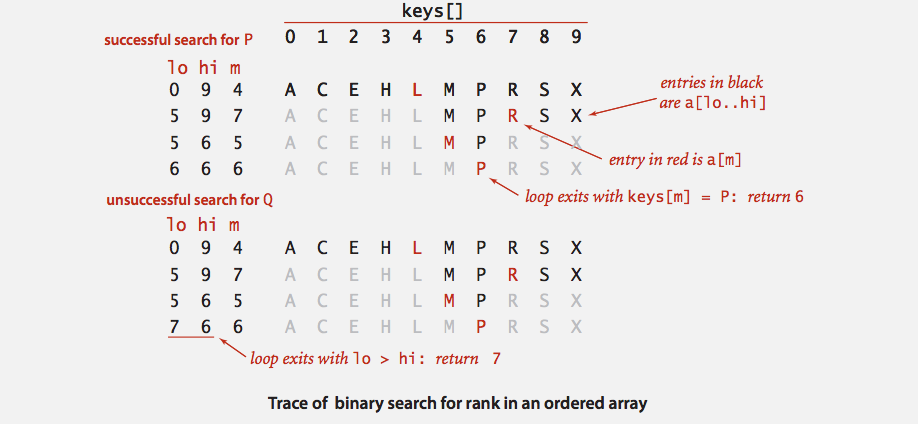 keys[]
successful search for P 0 1 2 3 4 5 6 7 8 9
lo hi m
0 9 4 A C E H L M P R S X
entries in black
are a[lo..hi]
5 9 7 A C E H L M P R S X
5 6 5 A C E H L M P R S X
entry in red is a[m]
6 6 6 A C E H L M P R S X
loop exits with keys[m] = P: return 6
unsuccessful search for Q
lo hi m
0 9 4 A C E H L M P R S X
5 9 7 A C E H L M P R S X
5 6 5 A C E H L M P R S X
7 6 6 A C E H L M P R S X
loop exits with lo > hi: return 7
Trace of binary search for rank in an ordered array